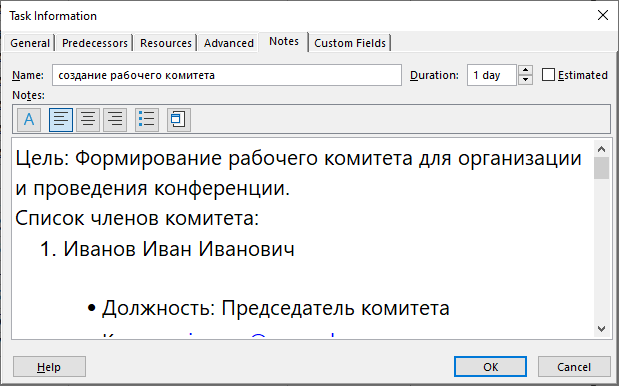 Task Information
General Predecessors Resources Advanced Notes Custom Fields
Name: создание рабочего комитета Duration: 1 day Estimated
Notes:
A
Цель: Формирование рабочего комитета для организации
и проведения конференции.
Список членов комитета:
1. Иванов Иван Иванович
• Должность: Председатель комитета
Help OK Cancel